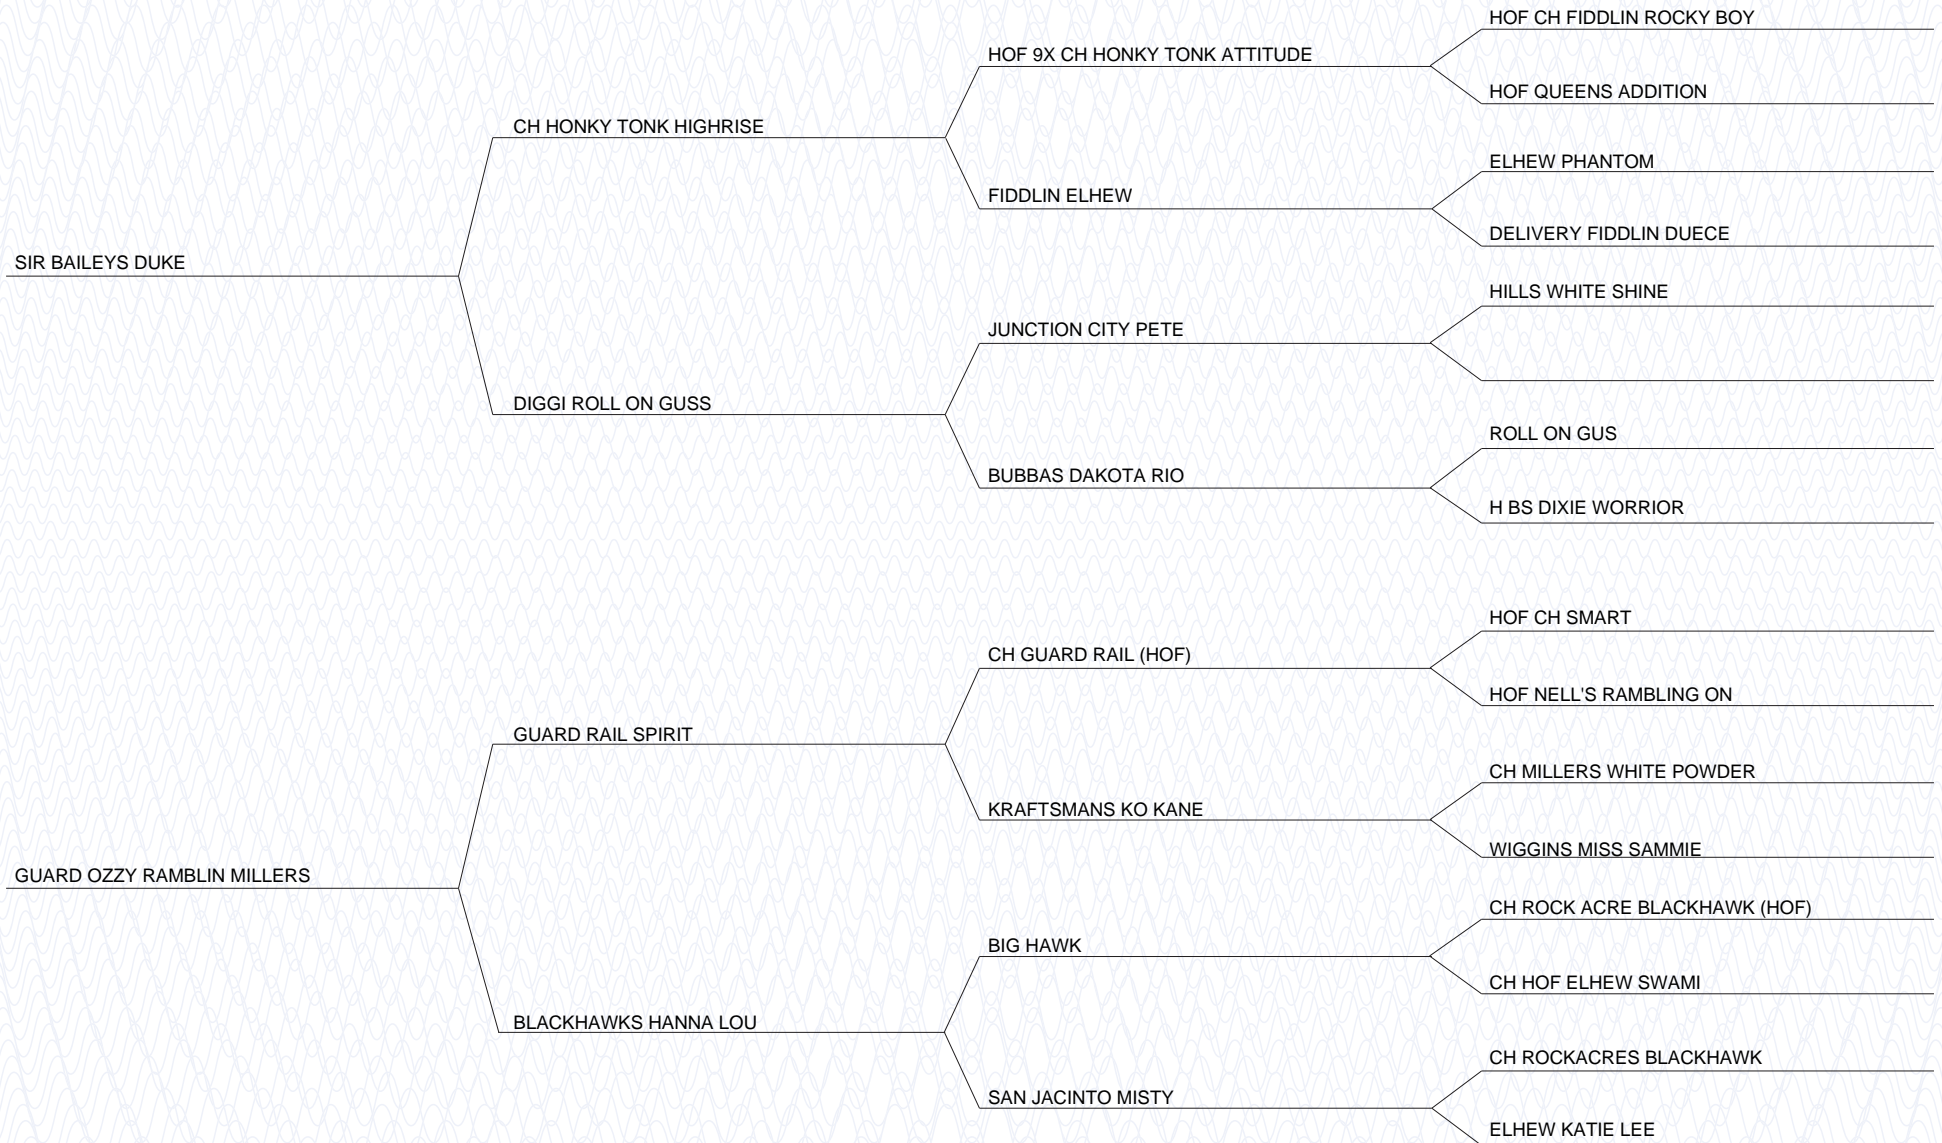 HOF CH FIDDLIN ROCKY BOY
HOF 9X CH HONKY TONK ATTITUDE
HOF QUEENS ADDITION
CH HONKY TONK HIGHRISE
ELHEW PHANTOM
FIDDLIN ELHEW
DELIVERY FIDDLIN DUECE
SIR BAILEYS DUKE
HILLS WHITE SHINE
JUNCTION CITY PETE
DIGGI ROLL ON GUSS
ROLL ON GUS
BUBBAS DAKOTA RIO
H BS DIXIE WORRIOR
HOF CH SMART
CH GUARD RAIL (HOF)
HOF NELL'S RAMBLING ON
GUARD RAIL SPIRIT
CH MILLERS WHITE POWDER
KRAFTSMANS KO KANE
WIGGINS MISS SAMMIE
GUARD OZZY RAMBLIN MILLERS
CH ROCK ACRE BLACKHAWK (HOF)
BIG HAWK
CH HOF ELHEW SWAMI
BLACKHAWKS HANNA LOU
CH ROCKACRES BLACKHAWK
SAN JACINTO MISTY
ELHEW KATIE LEE